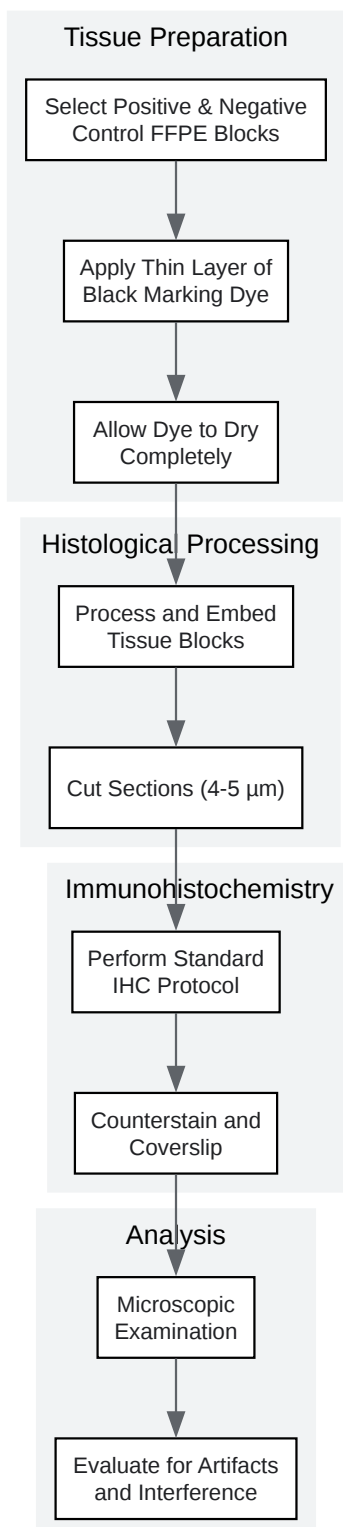 Tissue Preparation
Select Positive & Negative
Control FFPE Blocks
Apply Thin Layer of
Black Marking Dye
Allow Dye to Dry
Completely
Histological Processing
Process and Embed
Tissue Blocks
Cut Sections (4-5 µm)
Immunohistochemistry
Perform Standard
IHC Protocol
Counterstain and
Coverslip
Analysis
Microscopic
Examination
Evaluate for Artifacts
and Interference